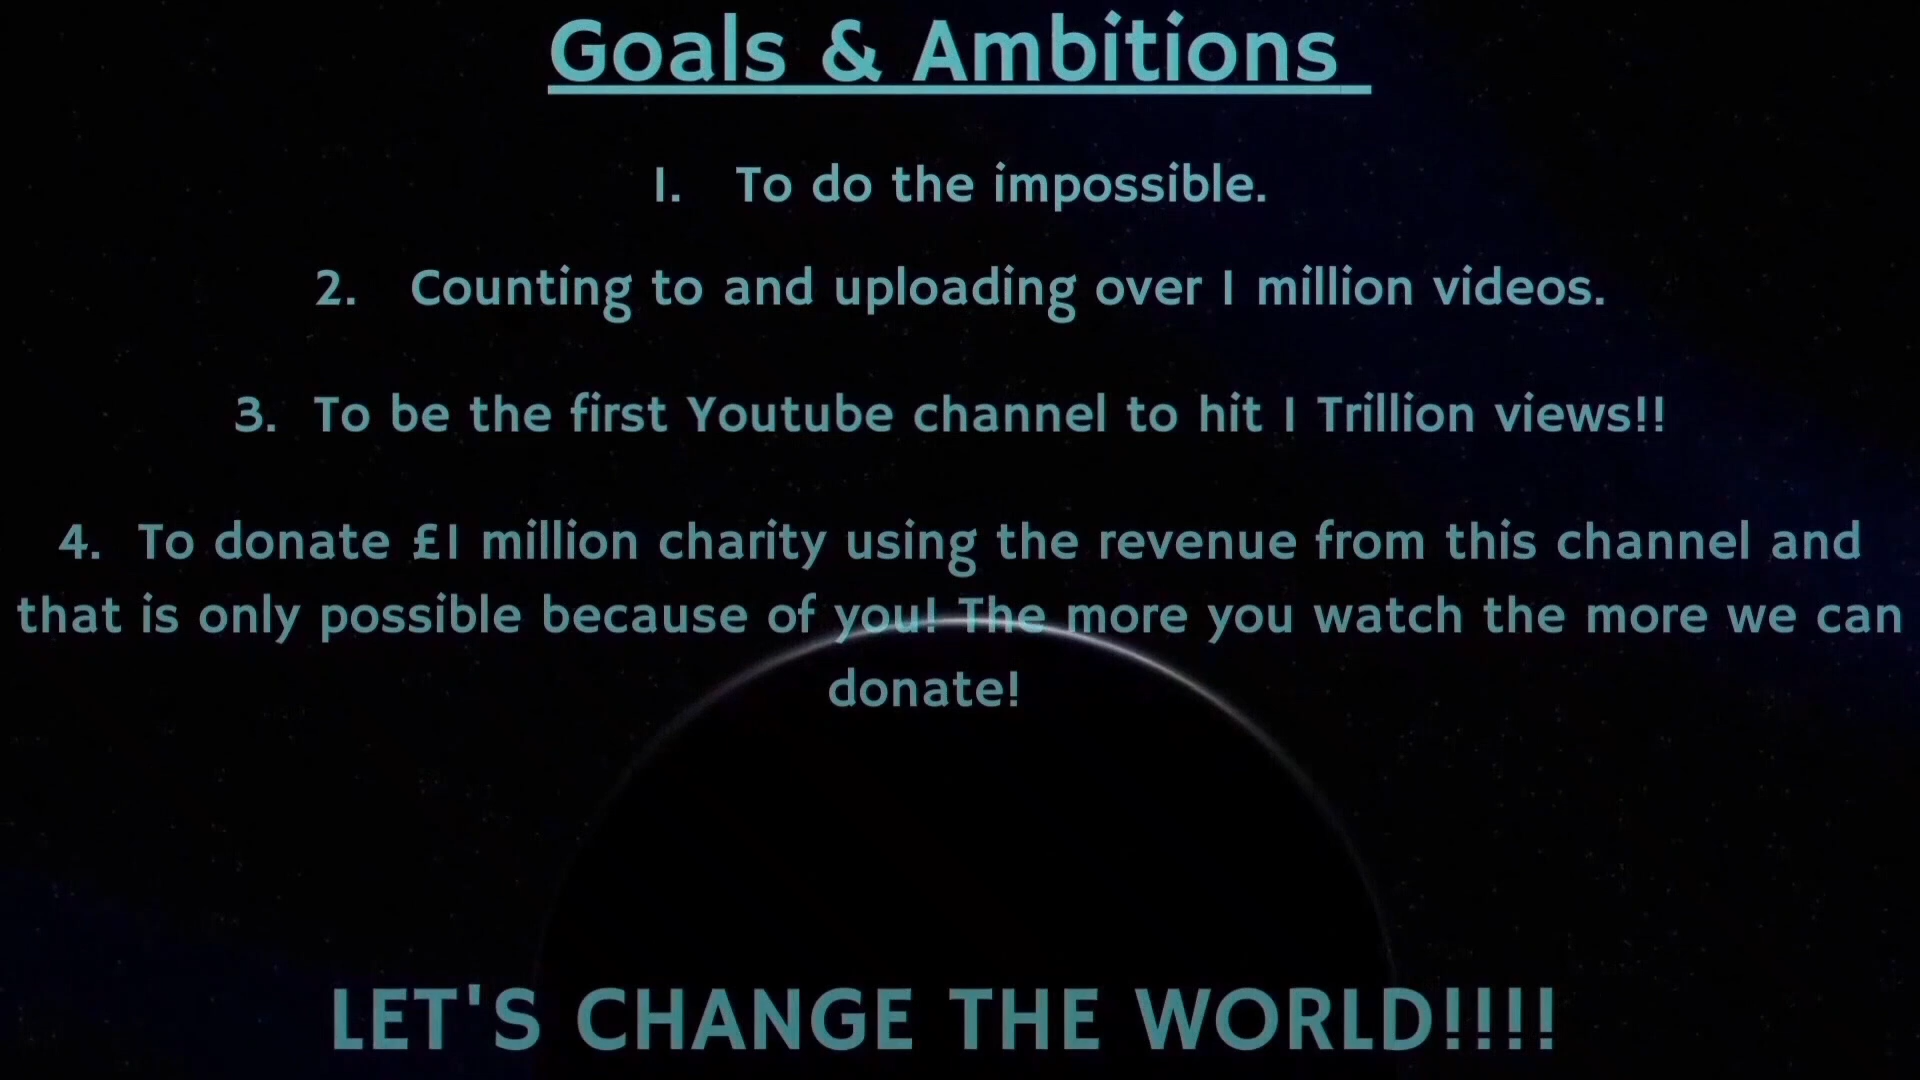 Goals & Ambitions
1. To do the impossible.
2. Counting to and uploading over 1 million videos.
3. To be the first Youtube channel to hit 1 Trillion views!!
4. To donate £1 million charity using the revenue from this channel and
that is only possible because of you! The more you watch the more we can
donate!
LET'S CHANGE THE WORLD!!!!